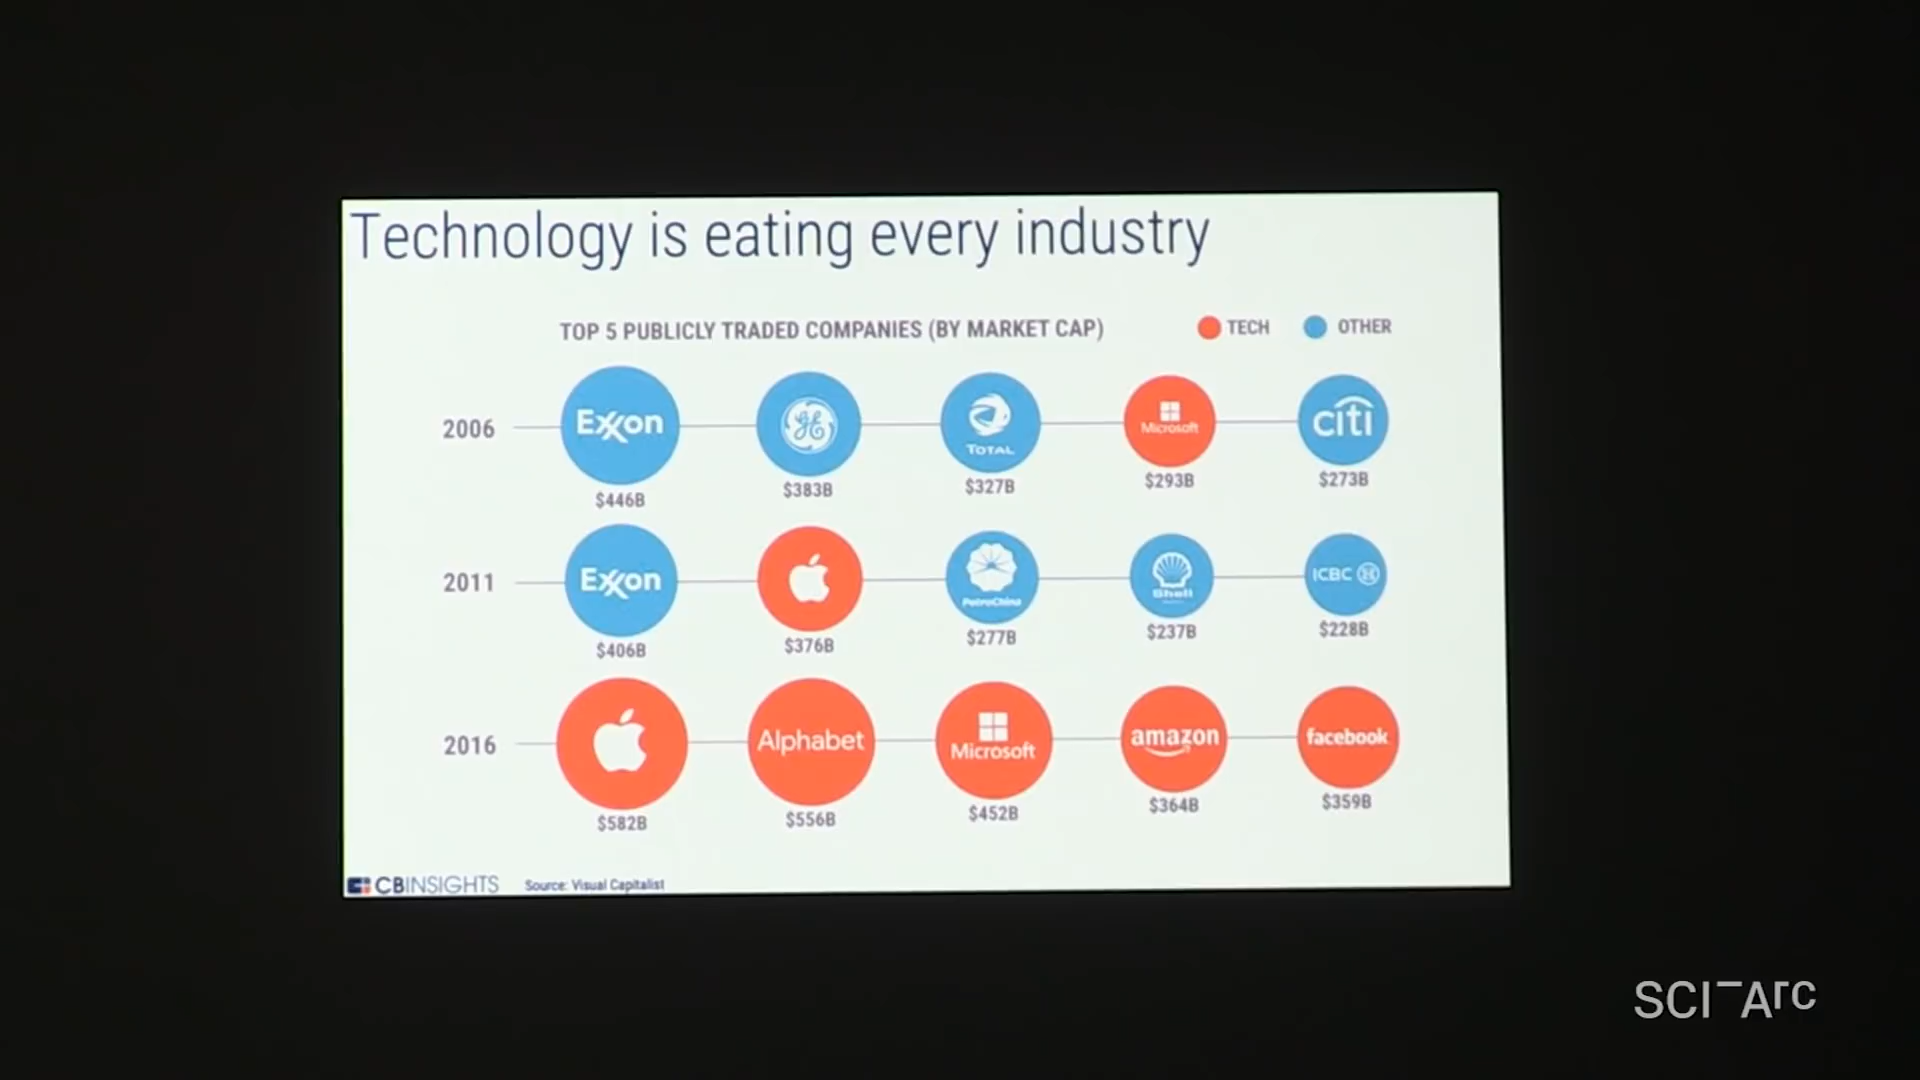 Technology is eating every industry
TOP 5 PUBLICLY TRADED COMPANIES (BY MARKET CAP)
TECH
OTHER
2006
Exxon
GE
TOTAL
Microsoft
citi
$446B
$383B
$327B
$293B
$273B
2011
Exxon
PetroChina
Shell
ICBC
$406B
$376B
$277B
$237B
$228B
2016
Alphabet
Microsoft
amazon
facebook
$582B
$556B
$452B
$364B
$359B
CBINSIGHTS
Source: Visual Capitalist
SCI-Arc